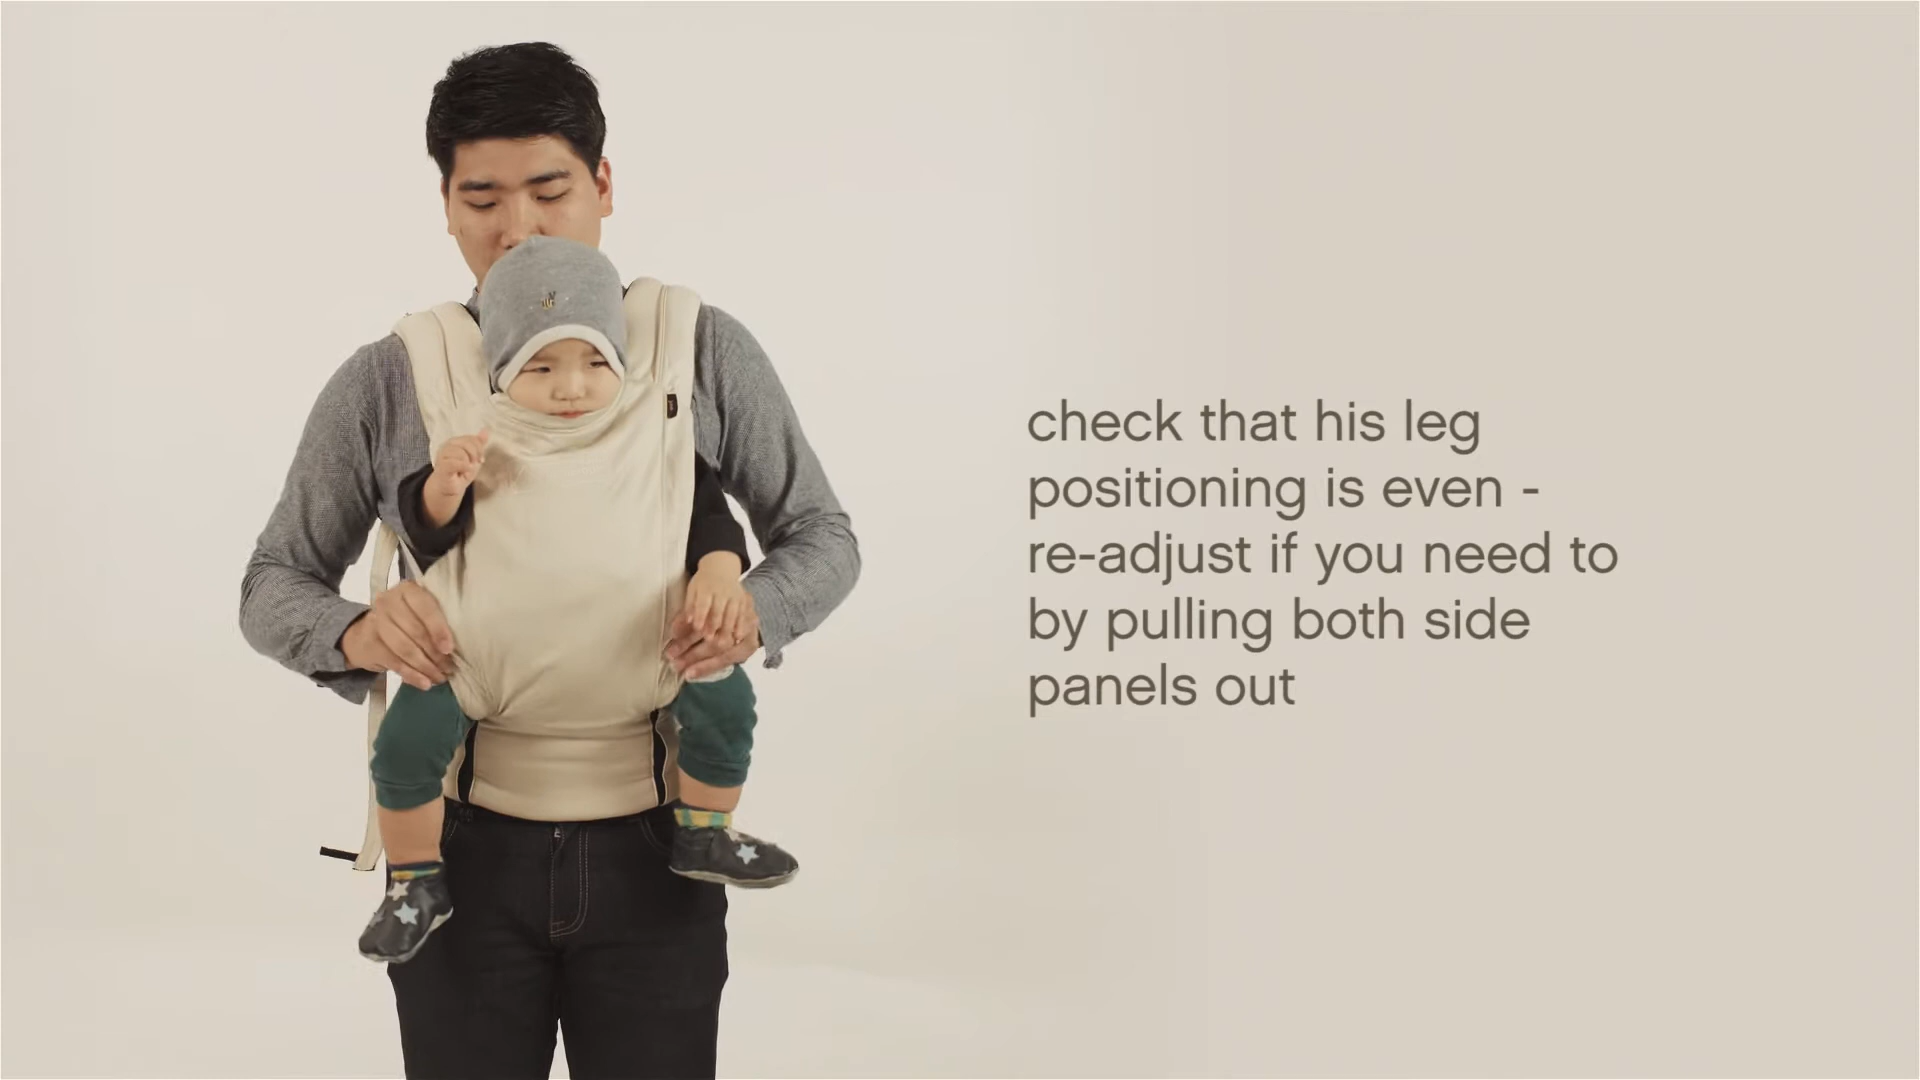 check that his leg
positioning is even -
re-adjust if you need to
by pulling both side
panels out